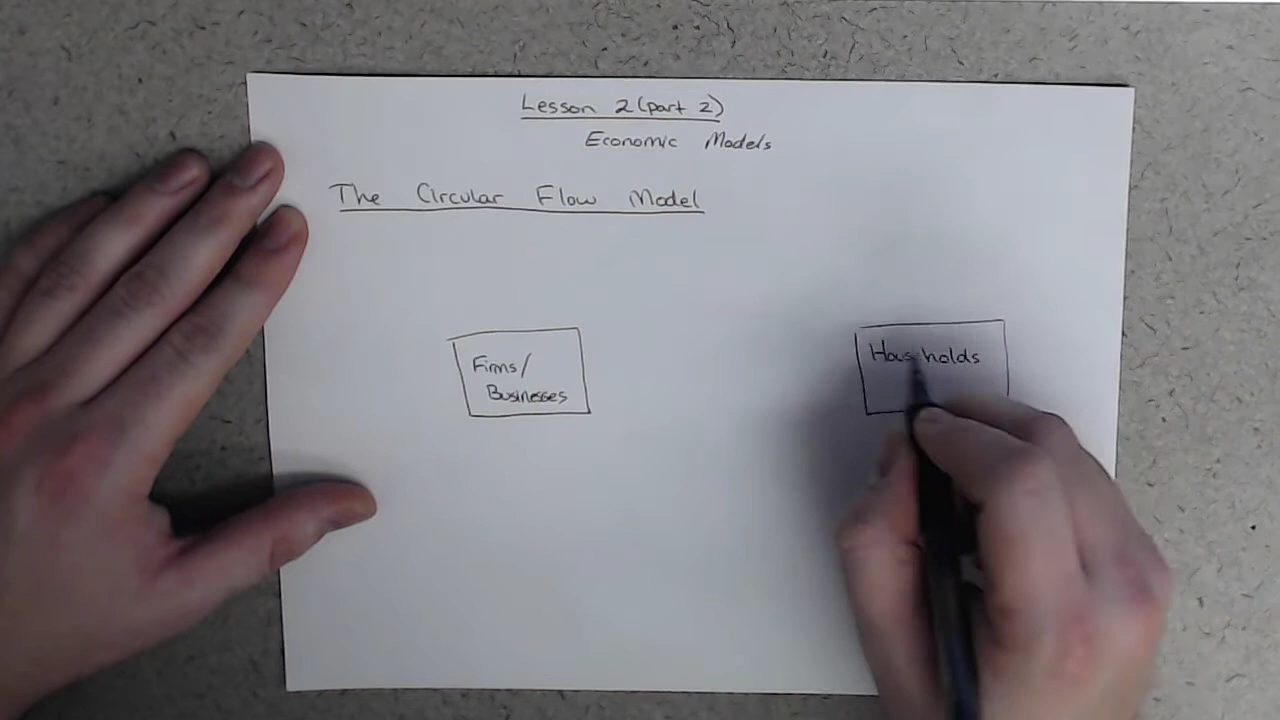 Lesson 2 (part 2)
Economic Models
The Circular Flow Model
Firms/
Businesses
Households